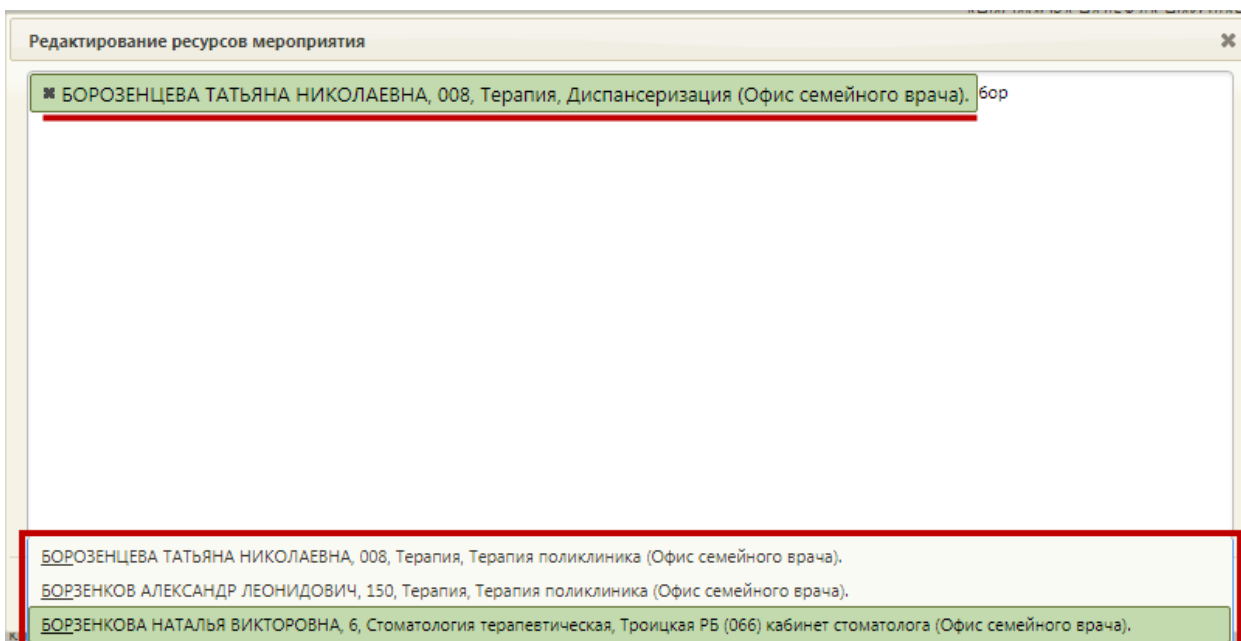 Редактирование ресурсов мероприятия
БОРОЗЕНЦЕВА ТАТЬЯНА НИКОЛАЕВНА, 008, Терапия, Диспансеризация (Офис семейного врача). бор
БОРОЗЕНЦЕВА ТАТЬЯНА НИКОЛАЕВНА, 008, Терапия, Терапия поликлиника (Офис семейного врача).
БОРЗЕНКОВ АЛЕКСАНДР ЛЕОНИДОВИЧ, 150, Терапия, Терапия поликлиника (Офис семейного врача).
БОРЗЕНКОВА НАТАЛЬЯ ВИКТОРОВНА, 6, Стоматология терапевтическая, Троицкая РБ (066) кабинет стоматолога (Офис семейного врача).